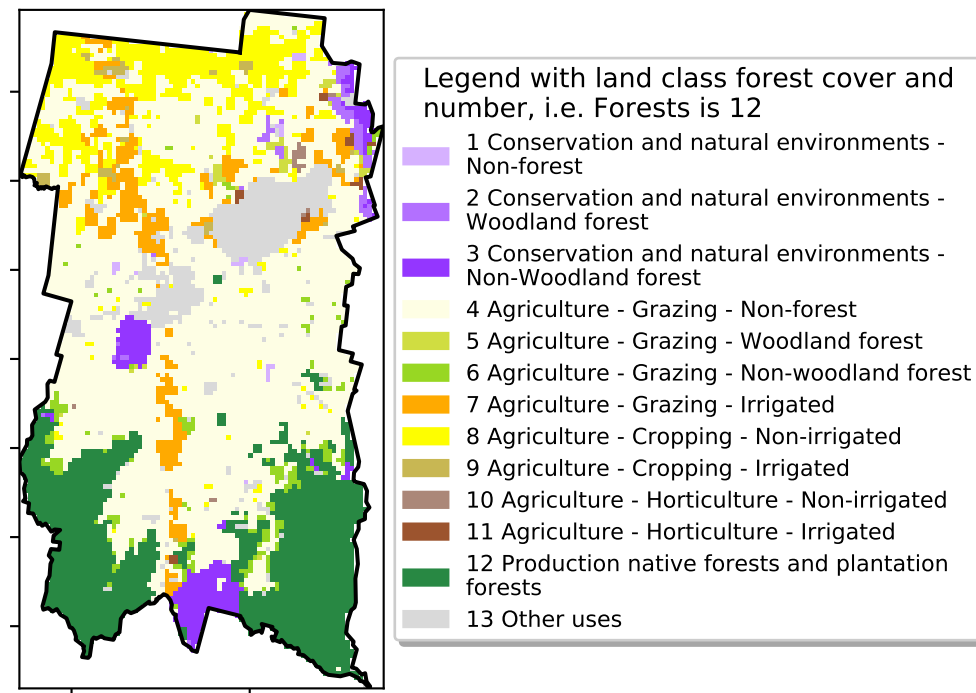 Legend with land class forest cover and
number, i.e. Forests is 12
1 Conservation and natural environments -
Non-forest
2 Conservation and natural environments -
Woodland forest
3 Conservation and natural environments -
Non-Woodland forest
4 Agriculture - Grazing - Non-forest
5 Agriculture - Grazing - Woodland forest
6 Agriculture - Grazing - Non-woodland forest
7 Agriculture - Grazing - Irrigated
8 Agriculture - Cropping - Non-irrigated
9 Agriculture - Cropping - Irrigated
10 Agriculture - Horticulture - Non-irrigated
11 Agriculture - Horticulture - Irrigated
12 Production native forests and plantation
forests
13 Other uses